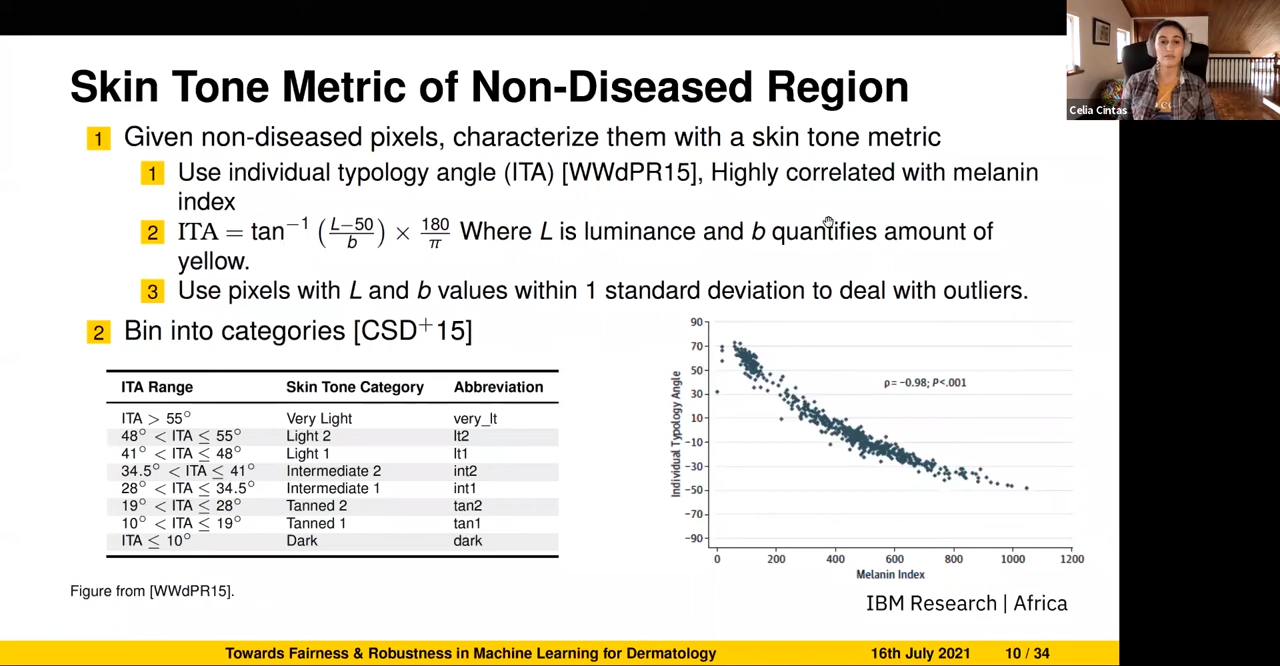 Celia Cintas
Skin Tone Metric of Non-Diseased Region
1 Given non-diseased pixels, characterize them with a skin tone metric
1 Use individual typology angle (ITA) [WWdPR15], Highly correlated with melanin
index
2 ITA = tan⁻¹ (L−50/b) × 180/π Where L is luminance and b quantifies amount of
yellow.
3 Use pixels with L and b values within 1 standard deviation to deal with outliers.
2 Bin into categories [CSD⁺15]
ITA Range Skin Tone Category Abbreviation
ITA > 55° Very Light very_lt
48° < ITA ≤ 55° Light 2 lt2
41° < ITA ≤ 48° Light 1 lt1
34.5° < ITA ≤ 41° Intermediate 2 int2
28° < ITA ≤ 34.5° Intermediate 1 int1
19° < ITA ≤ 28° Tanned 2 tan2
10° < ITA ≤ 19° Tanned 1 tan1
ITA ≤ 10° Dark dark
Individual Typology Angle
90
70
50
30
10
−10
−30
−50
−70
−90
ρ= −0.98; P<.001
0 200 400 600 800 1000 1200
Melanin Index
Figure from [WWdPR15].
IBM Research | Africa
Towards Fairness & Robustness in Machine Learning for Dermatology 16th July 2021 10 / 34